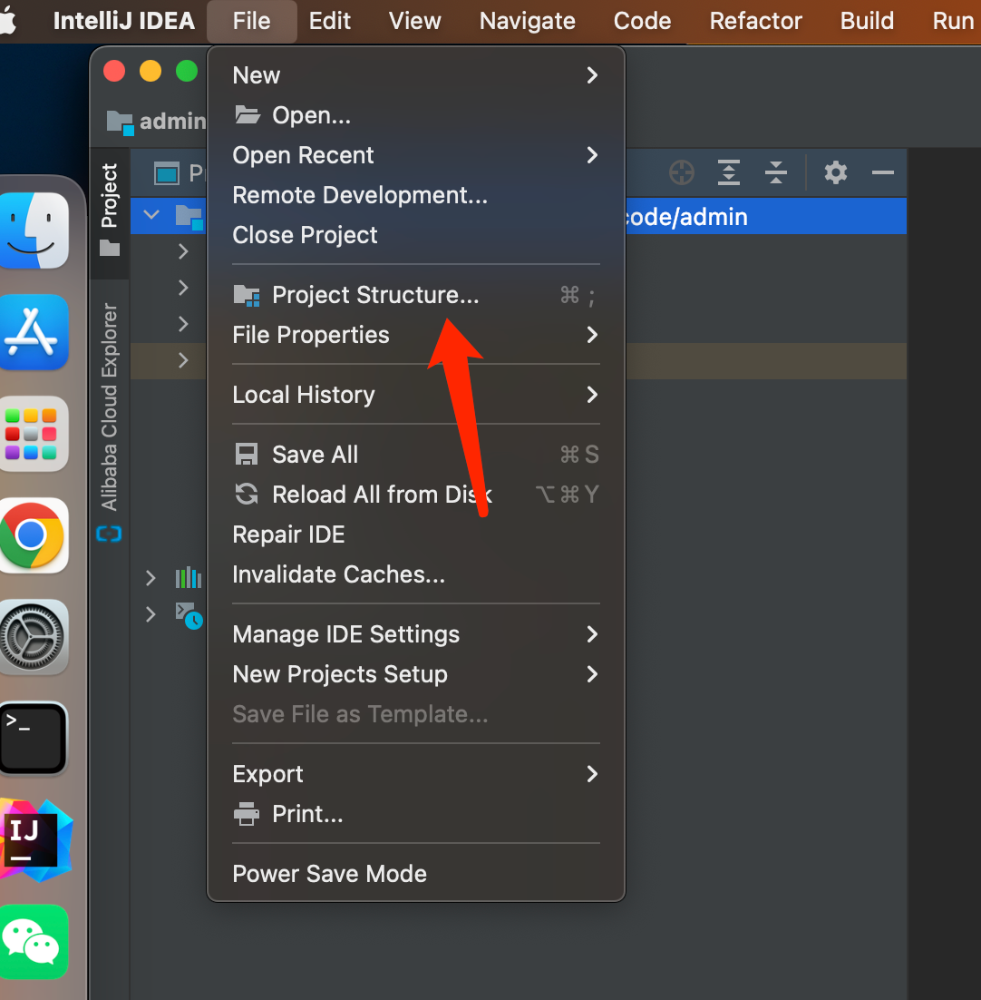 IntelliJ IDEA File Edit View Navigate Code Refactor Build Run
admin
Project
Alibaba Cloud Explorer
code/admin
New
Open...
Open Recent
Remote Development...
Close Project
Project Structure... ⌘ ;
File Properties
Local History
Save All ⌘ S
Reload All from Disk ⌥ ⌘ Y
Repair IDE
Invalidate Caches...
Manage IDE Settings
New Projects Setup
Save File as Template...
Export
Print...
Power Save Mode
>_
IJ